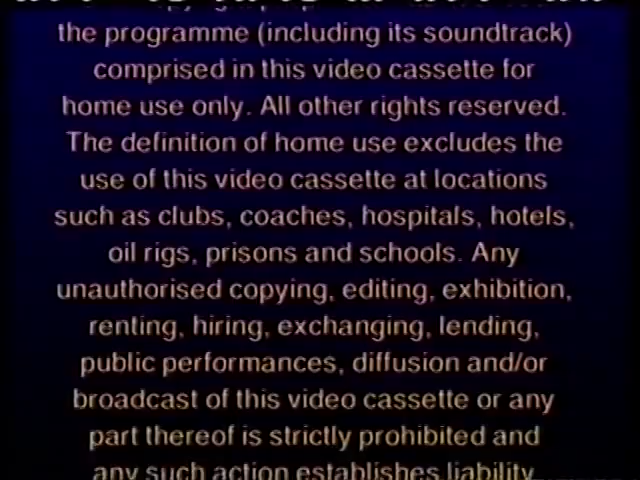 the programme (including its soundtrack)
comprised in this video cassette for
home use only. All other rights reserved.
The definition of home use excludes the
use of this video cassette at locations
such as clubs, coaches, hospitals, hotels,
oil rigs, prisons and schools. Any
unauthorised copying, editing, exhibition,
renting, hiring, exchanging, lending,
public performances, diffusion and/or
broadcast of this video cassette or any
part thereof is strictly prohibited and
any such action establishes liability